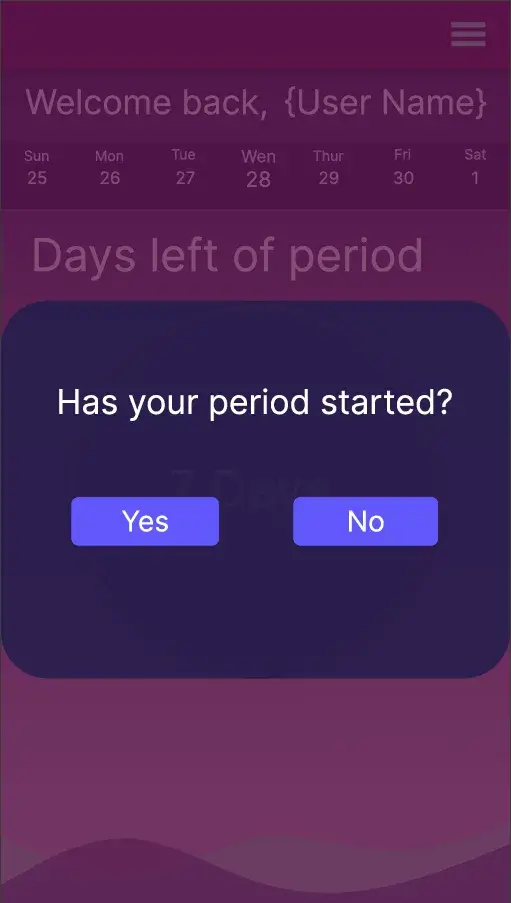 Welcome back, {User Name}
Sun Mon Tue Wen Thur Fri Sat
25 26 27 28 29 30 1
Days left of period
Has your period started?
7 Days
Yes No